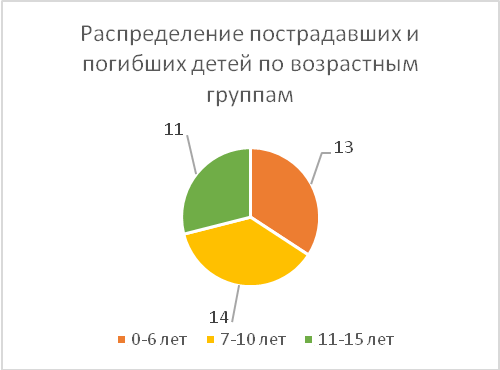 Распределение пострадавших и
погибших детей по возрастным
группам
11
13
14
0-6 лет 7-10 лет 11-15 лет